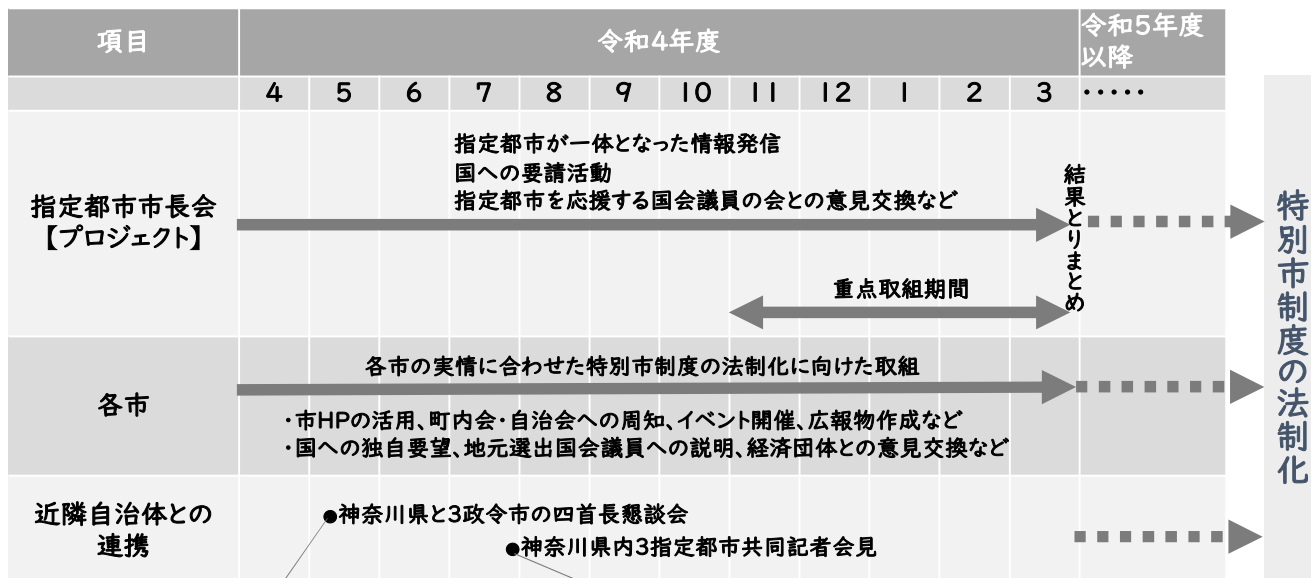 項目
令和4年度
令和5年度
以降
4 5 6 7 8 9 10 11 12 1 2 3 ・・・・・
指定都市市長会
【プロジェクト】
指定都市が一体となった情報発信
国への要請活動
指定都市を応援する国会議員の会との意見交換など
重点取組期間
結果とりまとめ
各市
各市の実情に合わせた特別市制度の法制化に向けた取組
・市HPの活用、町内会・自治会への周知、イベント開催、広報物作成など
・国への独自要望、地元選出国会議員への説明、経済団体との意見交換など
近隣自治体との
連携
●神奈川県と3政令市の四首長懇談会
●神奈川県内3指定都市共同記者会見
特別市制度の法制化